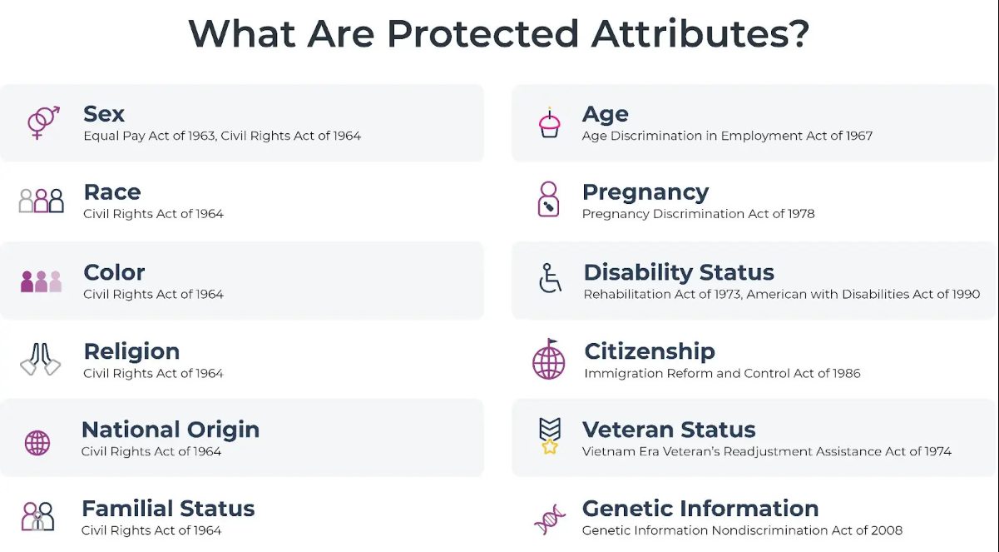 What Are Protected Attributes?
Sex
Equal Pay Act of 1963, Civil Rights Act of 1964
Race
Civil Rights Act of 1964
Color
Civil Rights Act of 1964
Religion
Civil Rights Act of 1964
National Origin
Civil Rights Act of 1964
Familial Status
Civil Rights Act of 1964
Age
Age Discrimination in Employment Act of 1967
Pregnancy
Pregnancy Discrimination Act of 1978
Disability Status
Rehabilitation Act of 1973, American with Disabilities Act of 1990
Citizenship
Immigration Reform and Control Act of 1986
Veteran Status
Vietnam Era Veteran's Readjustment Assistance Act of 1974
Genetic Information
Genetic Information Nondiscrimination Act of 2008